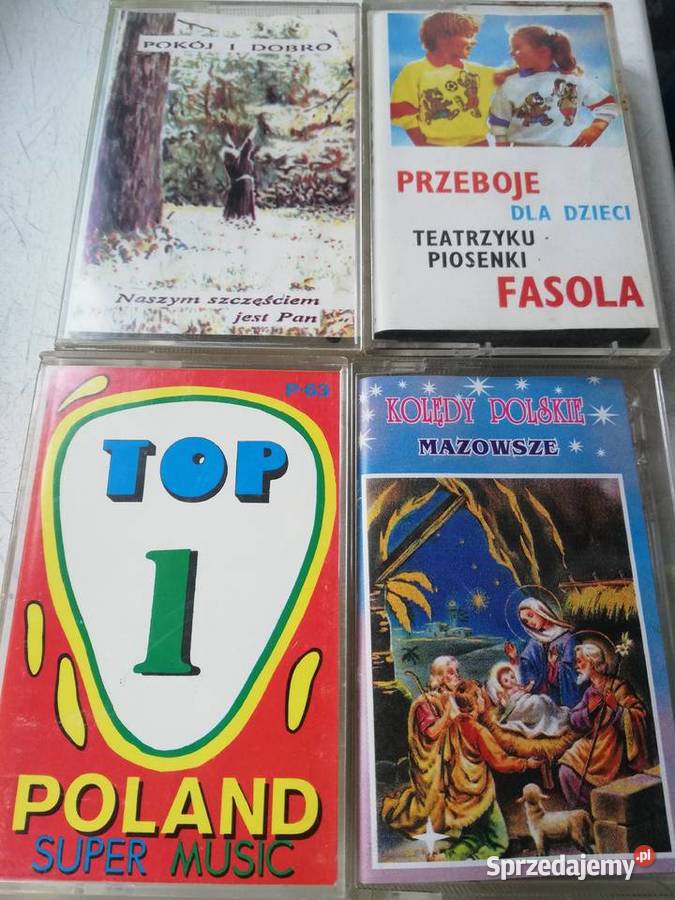 POKÓJ I DOBRO
Naszym szczęściem
jest Pan
PRZEBOJE
DLA DZIECI
TEATRZYKU
PIOSENKI
FASOLA
P-63
TOP
1
POLAND
SUPER MUSIC
KOLĘDY POLSKIE
MAZOWSZE
Sprzedajemy.pl